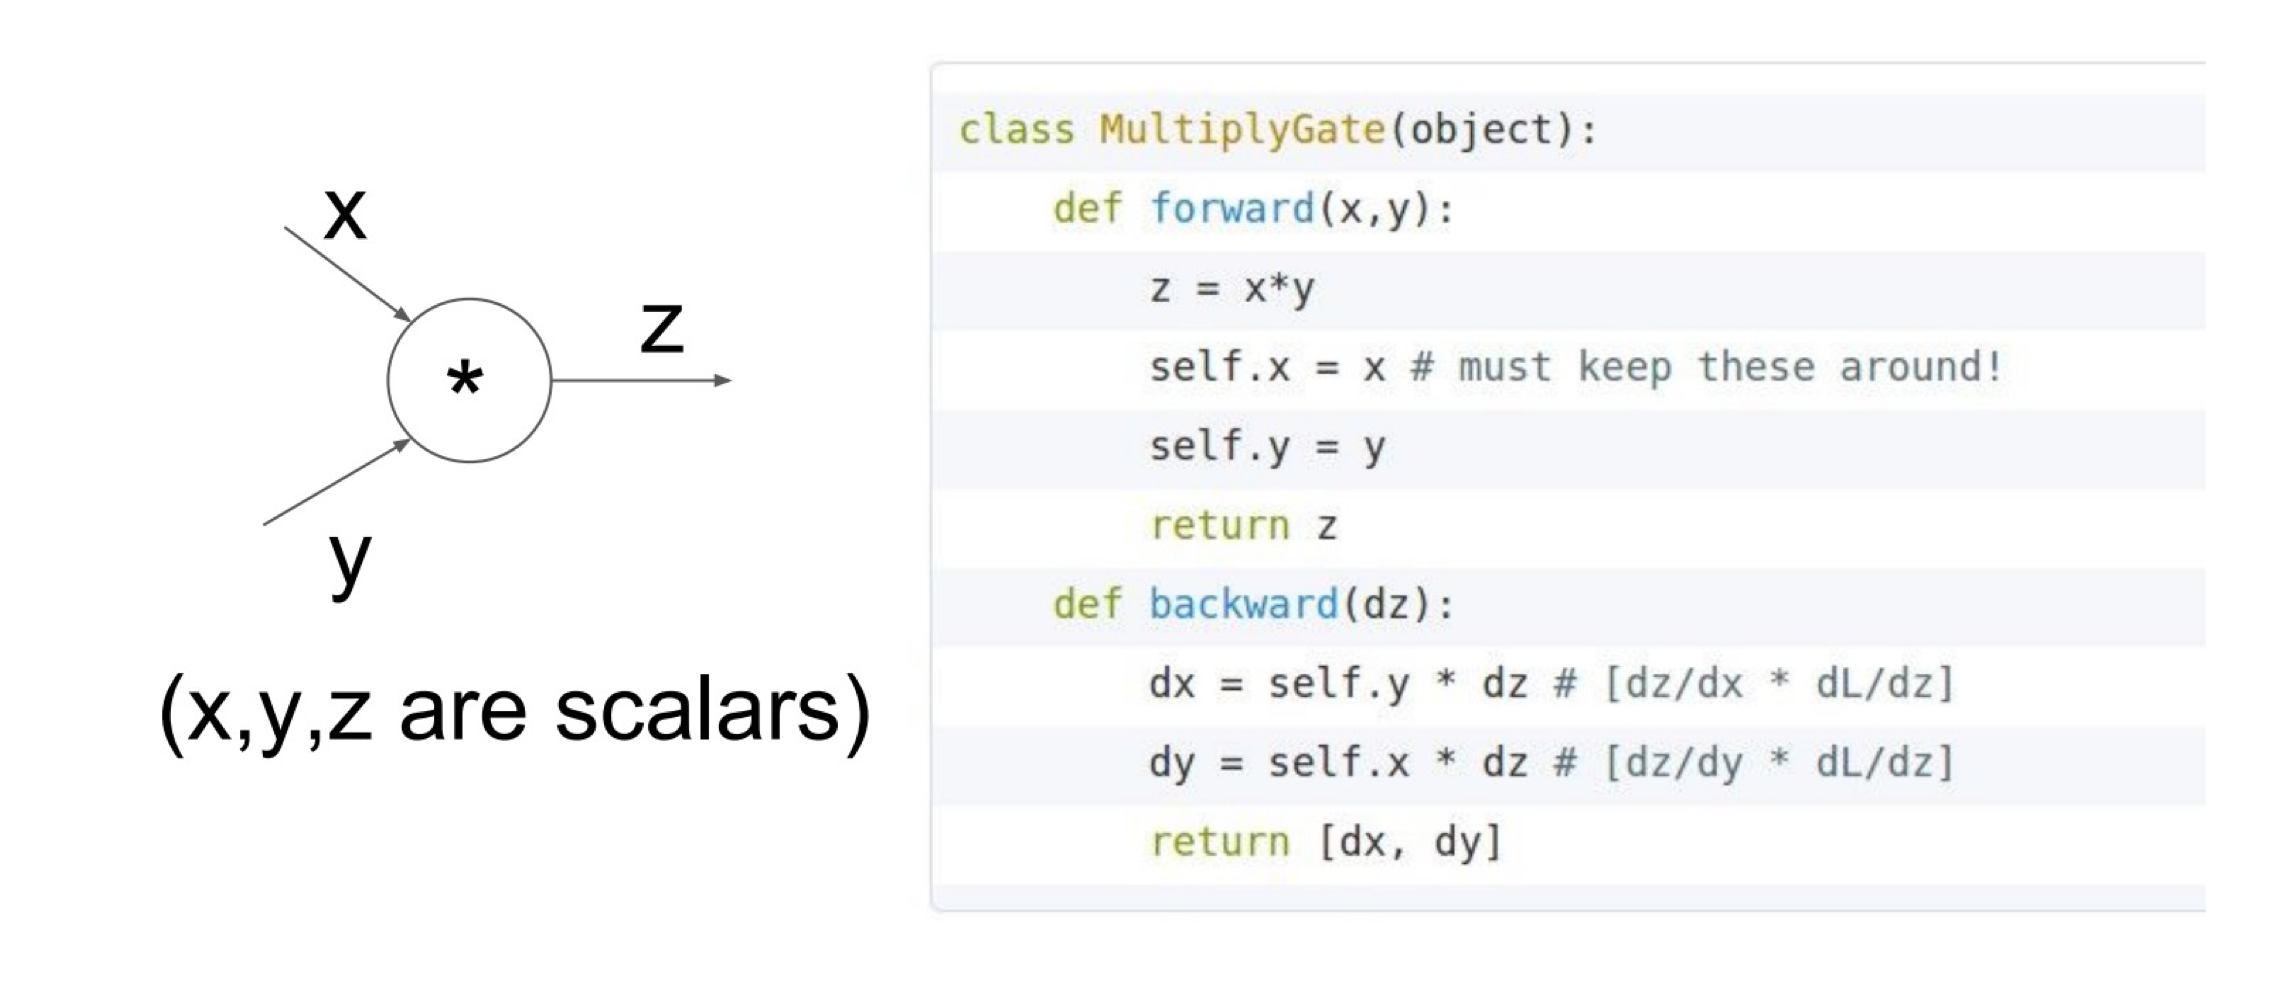 x
*
z
y
(x,y,z are scalars)
class MultiplyGate(object):
    def forward(x,y):
        z = x*y
        self.x = x # must keep these around!
        self.y = y
        return z
    def backward(dz):
        dx = self.y * dz # [dz/dx * dL/dz]
        dy = self.x * dz # [dz/dy * dL/dz]
        return [dx, dy]